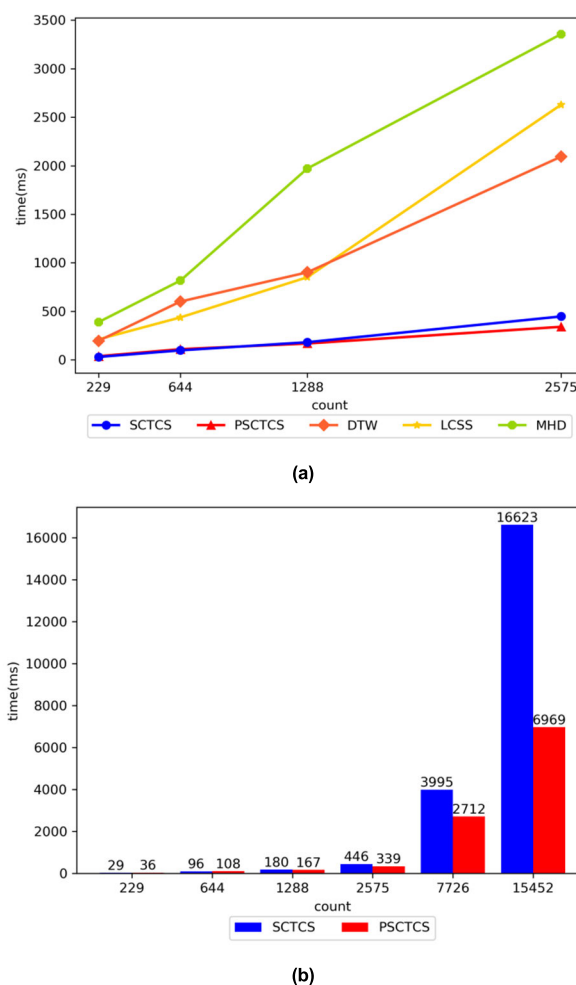 3500
3000
2500
2000
1500
1000
500
0
time(ms)
229 644 1288 2575
count
SCTCS PSCTCS DTW LCSS MHD
(a)
16000
14000
12000
10000
8000
6000
4000
2000
0
time(ms)
29 36 96 108 180 167 446 339 3995 2712 16623 6969
229 644 1288 2575 7726 15452
count
SCTCS PSCTCS
(b)